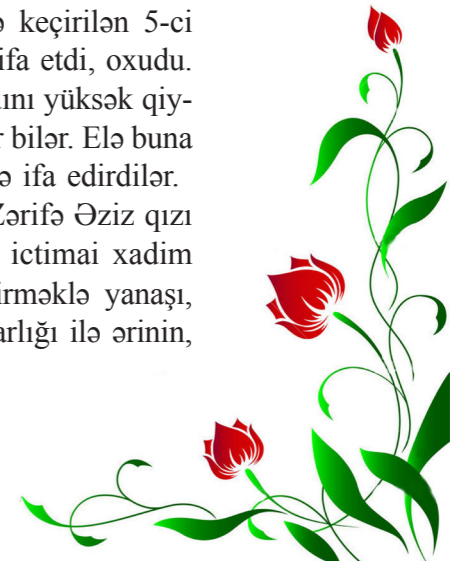 ə keçirilən 5-ci
ifa etdi, oxudu.
ını yüksək qiy-
r bilər. Elə buna
ə ifa edirdilər.
Zərifə Əziz qızı
ictimai xadim
irməklə yanaşı,
arlığı ilə ərinin,